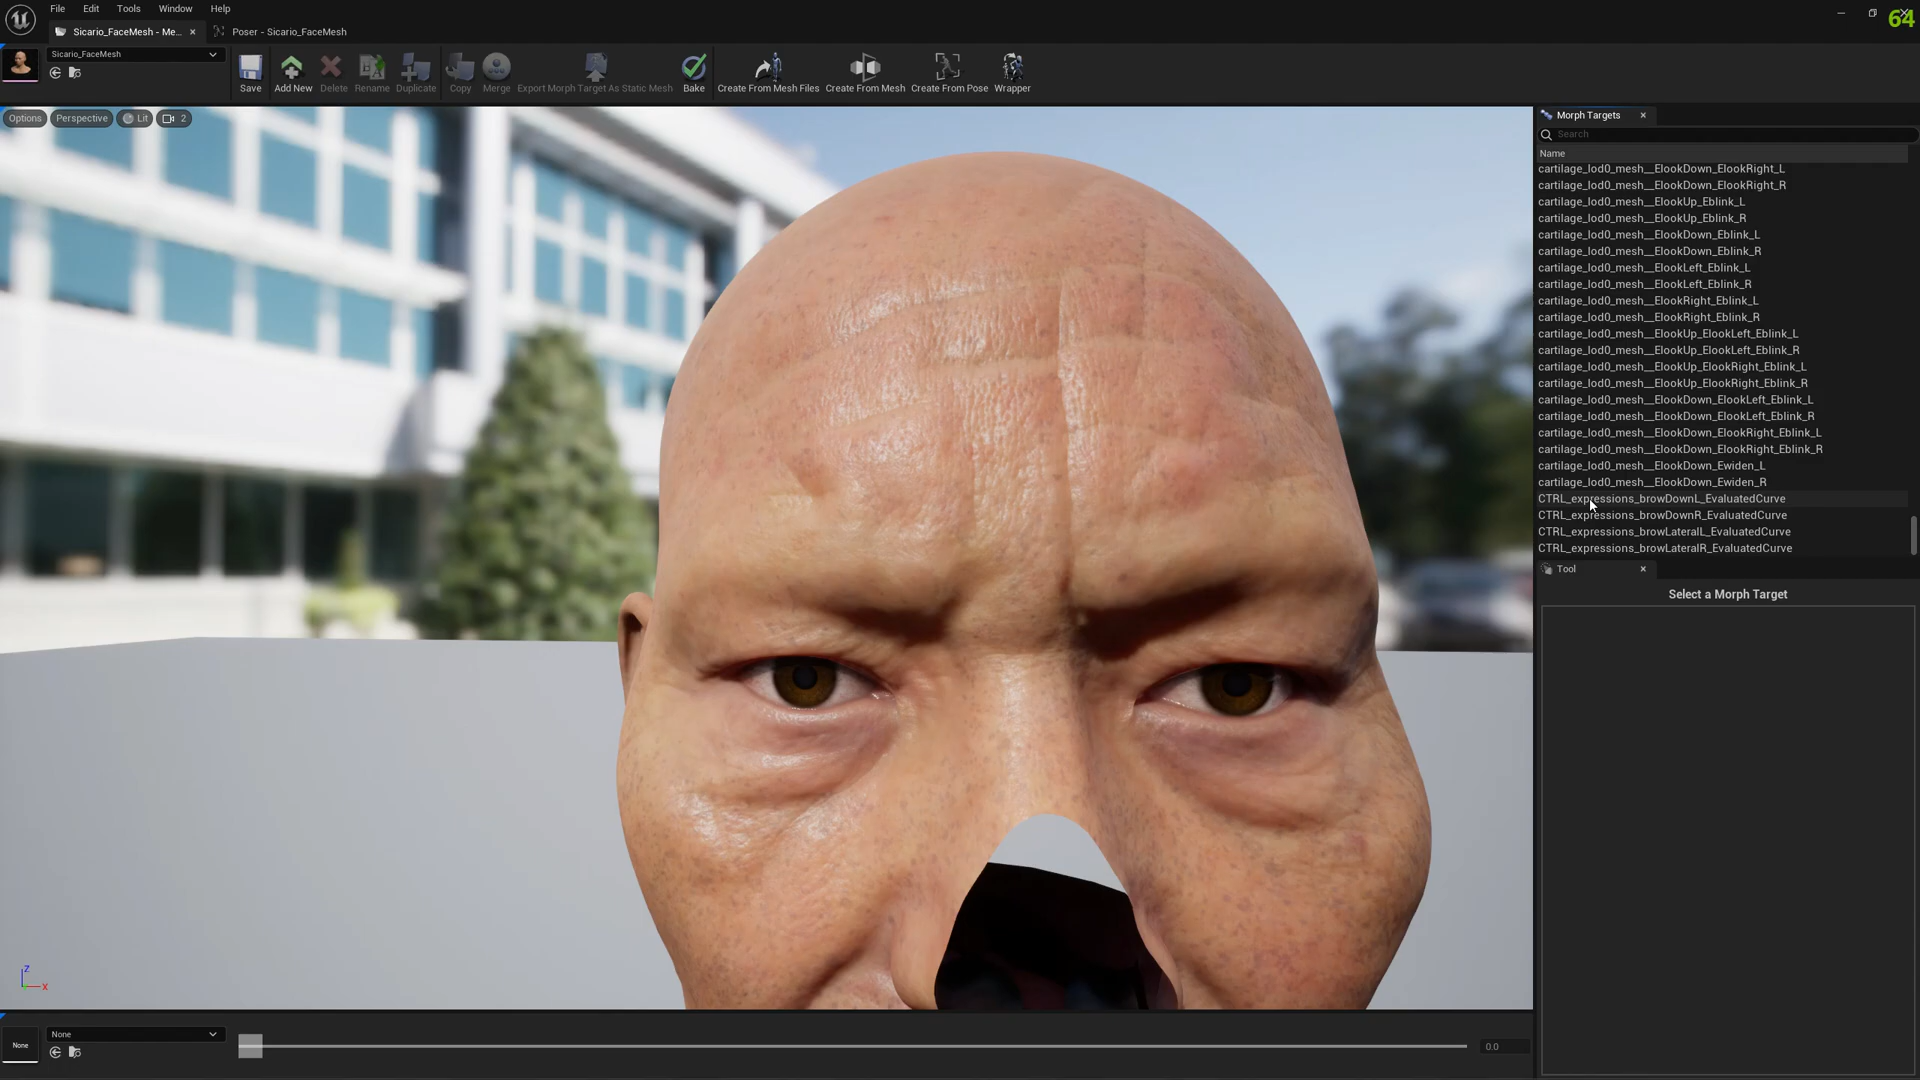 File Edit Tools Window Help
64
Sicario_FaceMesh - Me...
Poser - Sicario_FaceMesh
Sicario_FaceMesh
Save
Add New
Delete
Rename
Duplicate
Copy
Merge
Export Morph Target As Static Mesh
Bake
Create From Mesh Files
Create From Mesh
Create From Pose
Wrapper
Options
Perspective
Lit
2
Morph Targets
Search
Name
cartilage_lod0_mesh__ElookDown_ElookRight_L
cartilage_lod0_mesh__ElookDown_ElookRight_R
cartilage_lod0_mesh__ElookUp_Eblink_L
cartilage_lod0_mesh__ElookUp_Eblink_R
cartilage_lod0_mesh__ElookDown_Eblink_L
cartilage_lod0_mesh__ElookDown_Eblink_R
cartilage_lod0_mesh__ElookLeft_Eblink_L
cartilage_lod0_mesh__ElookLeft_Eblink_R
cartilage_lod0_mesh__ElookRight_Eblink_L
cartilage_lod0_mesh__ElookRight_Eblink_R
cartilage_lod0_mesh__ElookUp_ElookLeft_Eblink_L
cartilage_lod0_mesh__ElookUp_ElookLeft_Eblink_R
cartilage_lod0_mesh__ElookUp_ElookRight_Eblink_L
cartilage_lod0_mesh__ElookUp_ElookRight_Eblink_R
cartilage_lod0_mesh__ElookDown_ElookLeft_Eblink_L
cartilage_lod0_mesh__ElookDown_ElookLeft_Eblink_R
cartilage_lod0_mesh__ElookDown_ElookRight_Eblink_L
cartilage_lod0_mesh__ElookDown_ElookRight_Eblink_R
cartilage_lod0_mesh__ElookDown_Ewiden_L
cartilage_lod0_mesh__ElookDown_Ewiden_R
CTRL_expressions_browDownL_EvaluatedCurve
CTRL_expressions_browDownR_EvaluatedCurve
CTRL_expressions_browLateralL_EvaluatedCurve
CTRL_expressions_browLateralR_EvaluatedCurve
Tool
Select a Morph Target
Z
X
None
None
0.0